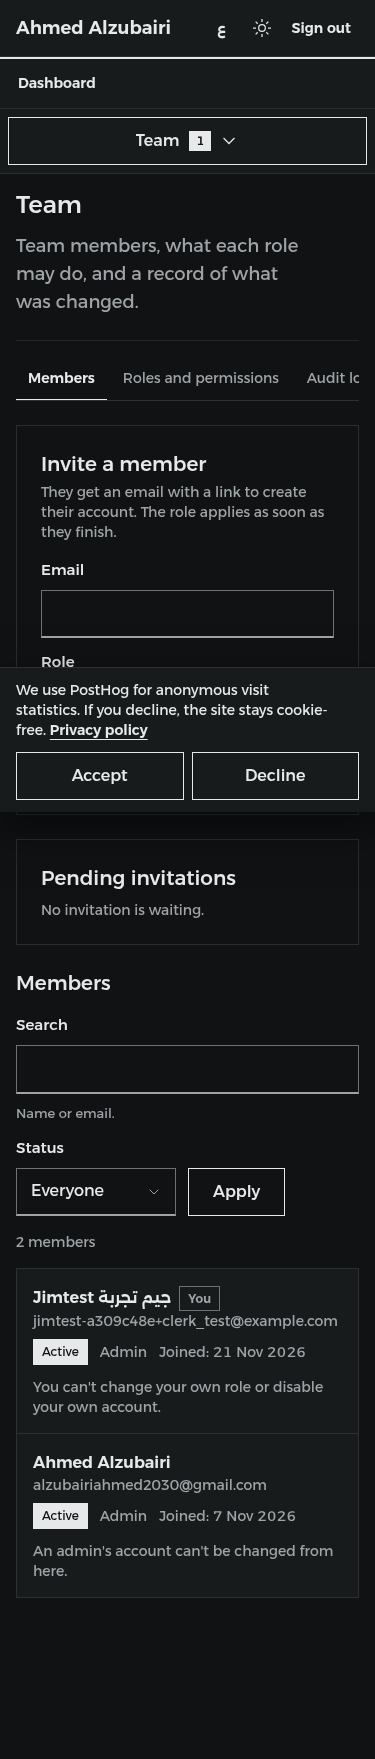 Ahmed Alzubairi ع Sign out
Dashboard
Team 1
Team
Team members, what each role
may do, and a record of what
was changed.
Members Roles and permissions Audit lo
Invite a member
They get an email with a link to create
their account. The role applies as soon as
they finish.
Email
Role
We use PostHog for anonymous visit
statistics. If you decline, the site stays cookie-
free. Privacy policy
Accept Decline
Pending invitations
No invitation is waiting.
Members
Search
Name or email.
Status
Everyone Apply
2 members
Jimtest جيم تجربة You
jimtest-a309c48e+clerk_test@example.com
Active Admin Joined: 21 Nov 2026
You can't change your own role or disable
your own account.
Ahmed Alzubairi
alzubairiahmed2030@gmail.com
Active Admin Joined: 7 Nov 2026
An admin's account can't be changed from
here.